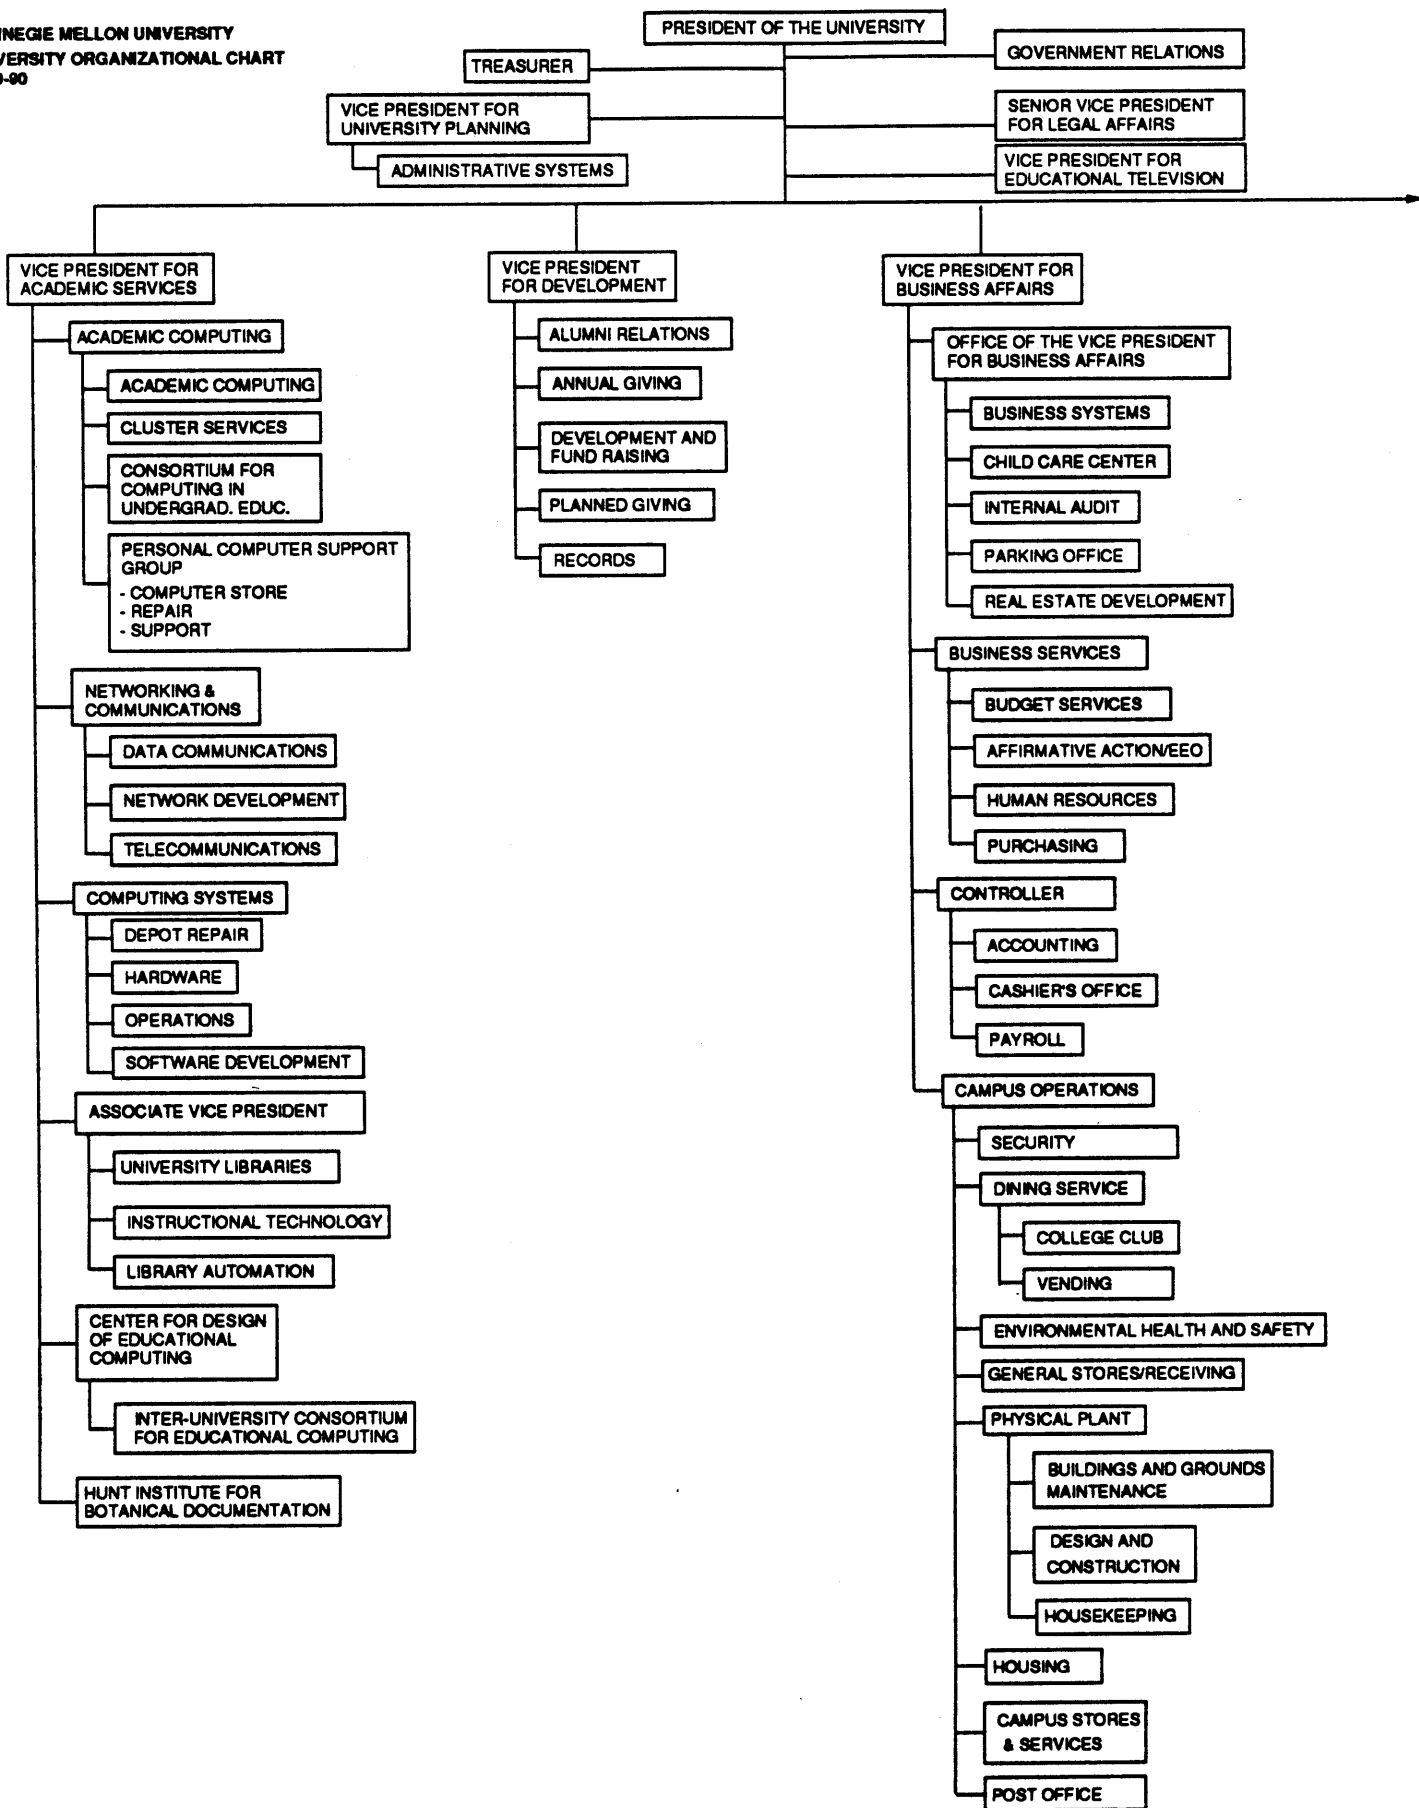 NEGIE MELLON UNIVERSITY
VERSITY ORGANIZATIONAL CHART
-90
PRESIDENT OF THE UNIVERSITY
TREASURER
GOVERNMENT RELATIONS
VICE PRESIDENT FOR
UNIVERSITY PLANNING
SENIOR VICE PRESIDENT
FOR LEGAL AFFAIRS
ADMINISTRATIVE SYSTEMS
VICE PRESIDENT FOR
EDUCATIONAL TELEVISION
VICE PRESIDENT FOR
ACADEMIC SERVICES
ACADEMIC COMPUTING
ACADEMIC COMPUTING
CLUSTER SERVICES
CONSORTIUM FOR
COMPUTING IN
UNDERGRAD. EDUC.
PERSONAL COMPUTER SUPPORT
GROUP
- COMPUTER STORE
- REPAIR
- SUPPORT
NETWORKING &
COMMUNICATIONS
DATA COMMUNICATIONS
NETWORK DEVELOPMENT
TELECOMMUNICATIONS
COMPUTING SYSTEMS
DEPOT REPAIR
HARDWARE
OPERATIONS
SOFTWARE DEVELOPMENT
ASSOCIATE VICE PRESIDENT
UNIVERSITY LIBRARIES
INSTRUCTIONAL TECHNOLOGY
LIBRARY AUTOMATION
CENTER FOR DESIGN
OF EDUCATIONAL
COMPUTING
INTER-UNIVERSITY CONSORTIUM
FOR EDUCATIONAL COMPUTING
HUNT INSTITUTE FOR
BOTANICAL DOCUMENTATION
VICE PRESIDENT
FOR DEVELOPMENT
ALUMNI RELATIONS
ANNUAL GIVING
DEVELOPMENT AND
FUND RAISING
PLANNED GIVING
RECORDS
VICE PRESIDENT FOR
BUSINESS AFFAIRS
OFFICE OF THE VICE PRESIDENT
FOR BUSINESS AFFAIRS
BUSINESS SYSTEMS
CHILD CARE CENTER
INTERNAL AUDIT
PARKING OFFICE
REAL ESTATE DEVELOPMENT
BUSINESS SERVICES
BUDGET SERVICES
AFFIRMATIVE ACTION/EEO
HUMAN RESOURCES
PURCHASING
CONTROLLER
ACCOUNTING
CASHIER'S OFFICE
PAYROLL
CAMPUS OPERATIONS
SECURITY
DINING SERVICE
COLLEGE CLUB
VENDING
ENVIRONMENTAL HEALTH AND SAFETY
GENERAL STORES/RECEIVING
PHYSICAL PLANT
BUILDINGS AND GROUNDS
MAINTENANCE
DESIGN AND
CONSTRUCTION
HOUSEKEEPING
HOUSING
CAMPUS STORES
& SERVICES
POST OFFICE